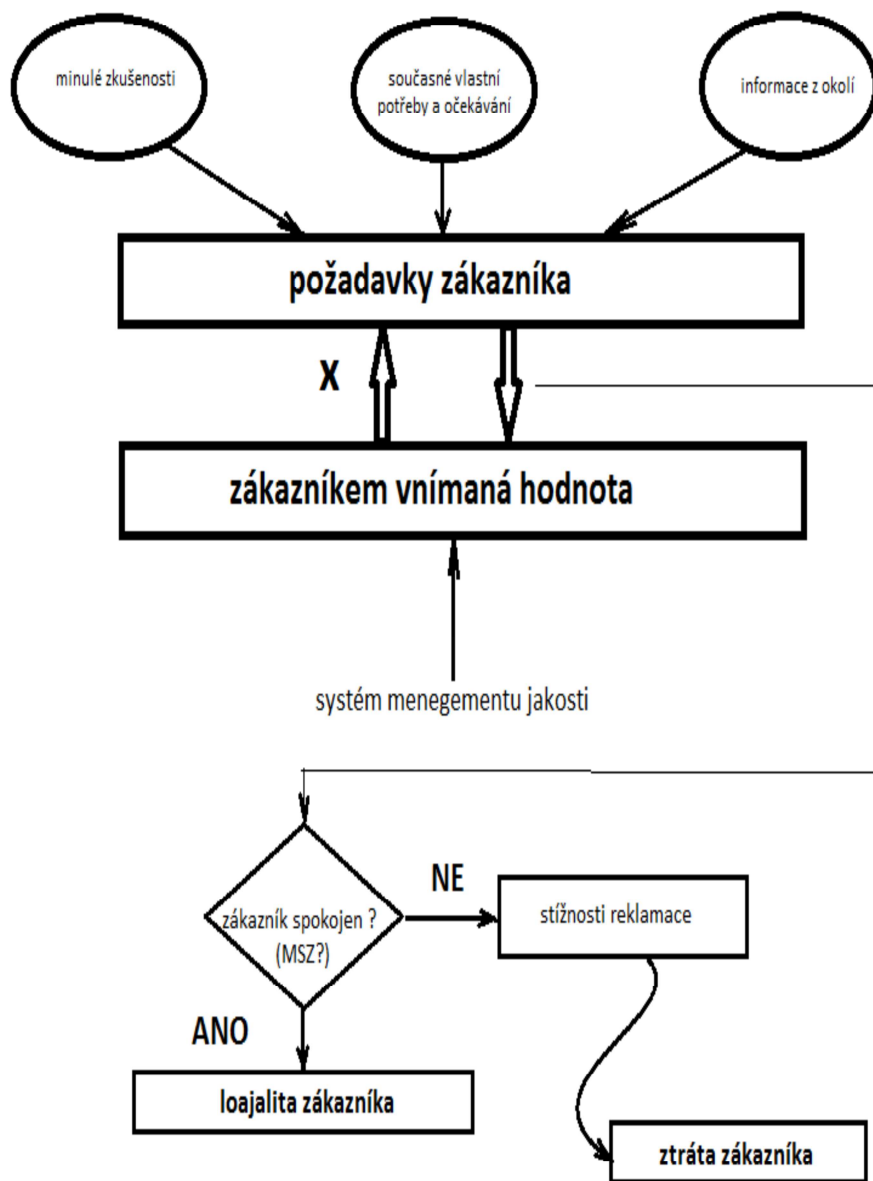 minulé zkušenosti
současné vlastní
potřeby a očekávání
informace z okolí
požadavky zákazníka
X
zákazníkem vnímaná hodnota
systém menegementu jakosti
zákazník spokojen ?
(MSZ?)
NE
stížnosti reklamace
ANO
loajalita zákazníka
ztráta zákazníka